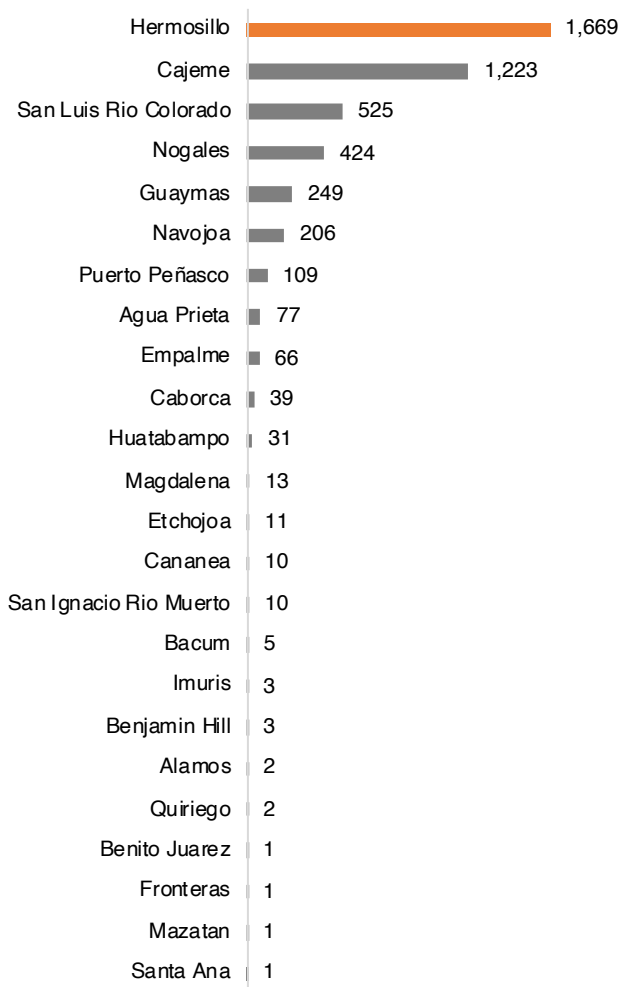 Hermosillo 1,669
Cajeme 1,223
San Luis Rio Colorado 525
Nogales 424
Guaymas 249
Navojoa 206
Puerto Peñasco 109
Agua Prieta 77
Empalme 66
Caborca 39
Huatabampo 31
Magdalena 13
Etchojoa 11
Cananea 10
San Ignacio Rio Muerto 10
Bacum 5
Imuris 3
Benjamin Hill 3
Alamos 2
Quiriego 2
Benito Juarez 1
Fronteras 1
Mazatan 1
Santa Ana 1